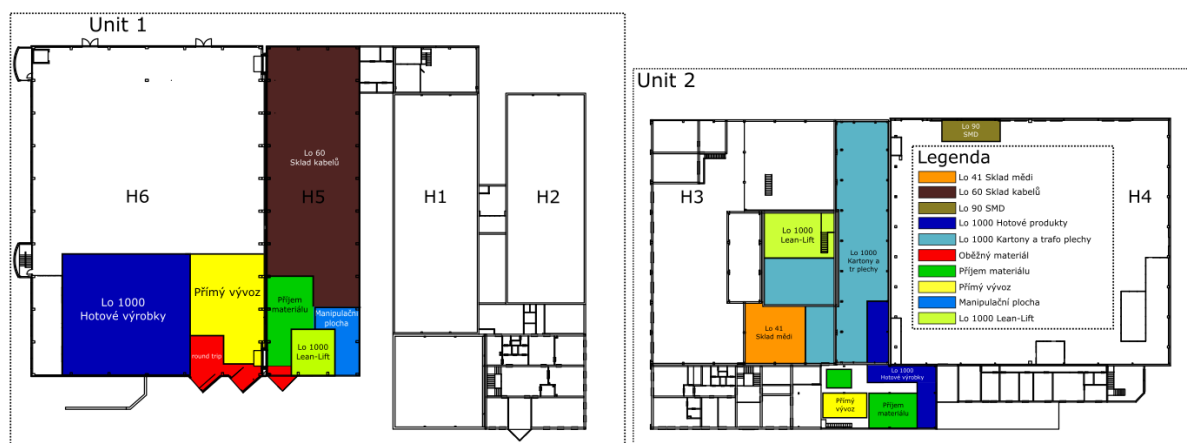 Unit 1
Lo 60
Sklad kabelů
H6
H5
H1
H2
Lo 1000
Hotové výrobky
Přímý vývoz
Příjem
materiálu
Manipulační
plocha
round trip
Lo 1000
Lean-Lift
Unit 2
Lo 90
SMD
H3
H4
Lo 1000
Lean-Lift
Lo 1000
Kartony a
tr plechy
Lo 41
Sklad mědi
Lo 1000
Hotové výrobky
Přímý
vývoz
Příjem
materiálu
Legenda
Lo 41 Sklad mědi
Lo 60 Sklad kabelů
Lo 90 SMD
Lo 1000 Hotové produkty
Lo 1000 Kartony a trafo plechy
Oběžný materiál
Příjem materiálu
Přímý vývoz
Manipulační plocha
Lo 1000 Lean-Lift